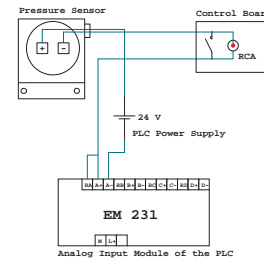 Pressure Sensor
Control Board
+ −
RCA
24 V
PLC Power Supply
RA A+ A- RB B+ B- RC C+ C- RD D+ D-
EM 231
M L+
Analog Input Module of the PLC